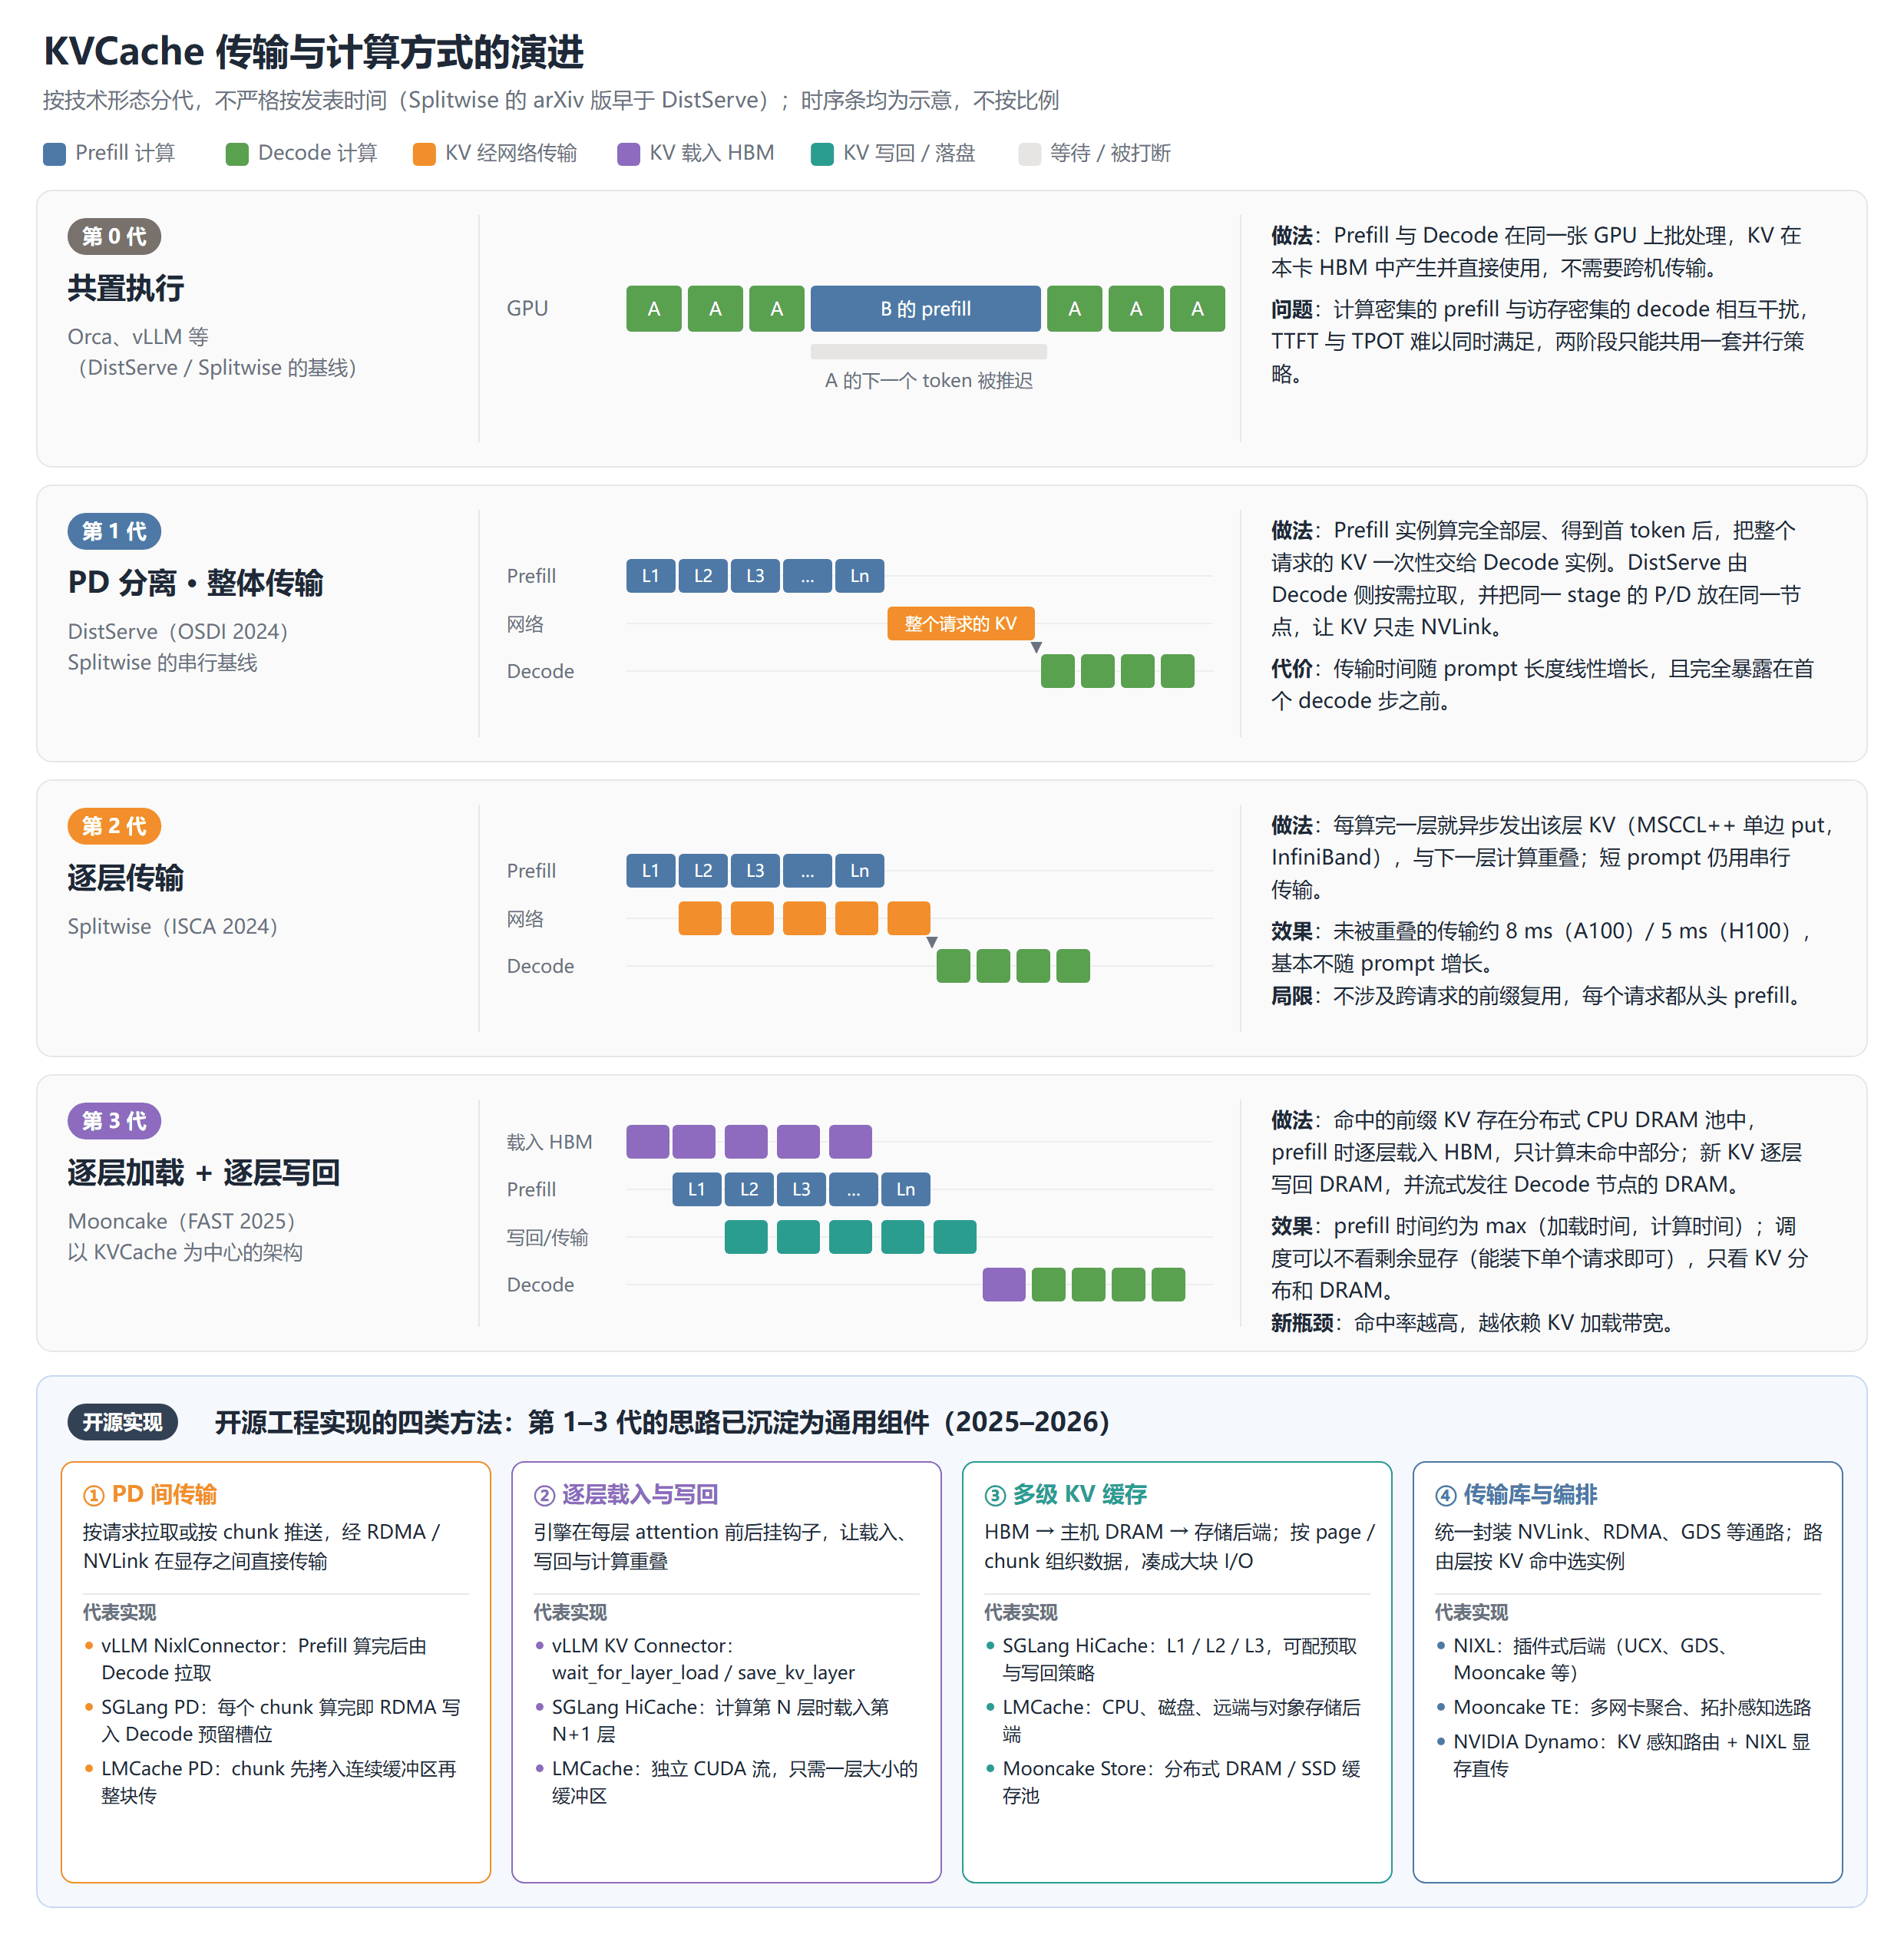 KVCache 传输与计算方式的演进
按技术形态分代，不严格按发表时间（Splitwise 的 arXiv 版早于 DistServe）；时序条均为示意，不按比例
Prefill 计算
Decode 计算
KV 经网络传输
KV 载入 HBM
KV 写回 / 落盘
等待 / 被打断
第 0 代
共置执行
Orca、vLLM 等
（DistServe / Splitwise 的基线）
GPU
A
A
A
B 的 prefill
A
A
A
A 的下一个 token 被推迟
做法：Prefill 与 Decode 在同一张 GPU 上批处理，KV 在
本卡 HBM 中产生并直接使用，不需要跨机传输。
问题：计算密集的 prefill 与访存密集的 decode 相互干扰，
TTFT 与 TPOT 难以同时满足，两阶段只能共用一套并行策
略。
第 1 代
PD 分离 · 整体传输
DistServe（OSDI 2024）
Splitwise 的串行基线
Prefill
L1
L2
L3
...
Ln
网络
整个请求的 KV
Decode
做法：Prefill 实例算完全部层、得到首 token 后，把整个
请求的 KV 一次性交给 Decode 实例。DistServe 由
Decode 侧按需拉取，并把同一 stage 的 P/D 放在同一节
点，让 KV 只走 NVLink。
代价：传输时间随 prompt 长度线性增长，且完全暴露在首
个 decode 步之前。
第 2 代
逐层传输
Splitwise（ISCA 2024）
Prefill
L1
L2
L3
...
Ln
网络
Decode
做法：每算完一层就异步发出该层 KV（MSCCL++ 单边 put，
InfiniBand），与下一层计算重叠；短 prompt 仍用串行
传输。
效果：未被重叠的传输约 8 ms（A100）/ 5 ms（H100），
基本不随 prompt 增长。
局限：不涉及跨请求的前缀复用，每个请求都从头 prefill。
第 3 代
逐层加载 + 逐层写回
Mooncake（FAST 2025）
以 KVCache 为中心的架构
载入 HBM
Prefill
L1
L2
L3
...
Ln
写回/传输
Decode
做法：命中的前缀 KV 存在分布式 CPU DRAM 池中，
prefill 时逐层载入 HBM，只计算未命中部分；新 KV 逐层
写回 DRAM，并流式发往 Decode 节点的 DRAM。
效果：prefill 时间约为 max（加载时间，计算时间）；调
度可以不看剩余显存（能装下单个请求即可），只看 KV 分
布和 DRAM。
新瓶颈：命中率越高，越依赖 KV 加载带宽。
开源实现
开源工程实现的四类方法：第 1–3 代的思路已沉淀为通用组件（2025–2026）
① PD 间传输
按请求拉取或按 chunk 推送，经 RDMA /
NVLink 在显存之间直接传输
代表实现
• vLLM NixlConnector：Prefill 算完后由
Decode 拉取
• SGLang PD：每个 chunk 算完即 RDMA 写
入 Decode 预留槽位
• LMCache PD：chunk 先拷入连续缓冲区再
整块传
② 逐层载入与写回
引擎在每层 attention 前后挂钩子，让载入、
写回与计算重叠
代表实现
• vLLM KV Connector：
wait_for_layer_load / save_kv_layer
• SGLang HiCache：计算第 N 层时载入第
N+1 层
• LMCache：独立 CUDA 流，只需一层大小的
缓冲区
③ 多级 KV 缓存
HBM → 主机 DRAM → 存储后端；按 page /
chunk 组织数据，凑成大块 I/O
代表实现
• SGLang HiCache：L1 / L2 / L3，可配预取
与写回策略
• LMCache：CPU、磁盘、远端与对象存储后
端
• Mooncake Store：分布式 DRAM / SSD 缓
存池
④ 传输库与编排
统一封装 NVLink、RDMA、GDS 等通路；路
由层按 KV 命中选实例
代表实现
• NIXL：插件式后端（UCX、GDS、
Mooncake 等）
• Mooncake TE：多网卡聚合、拓扑感知选路
• NVIDIA Dynamo：KV 感知路由 + NIXL 显
存直传